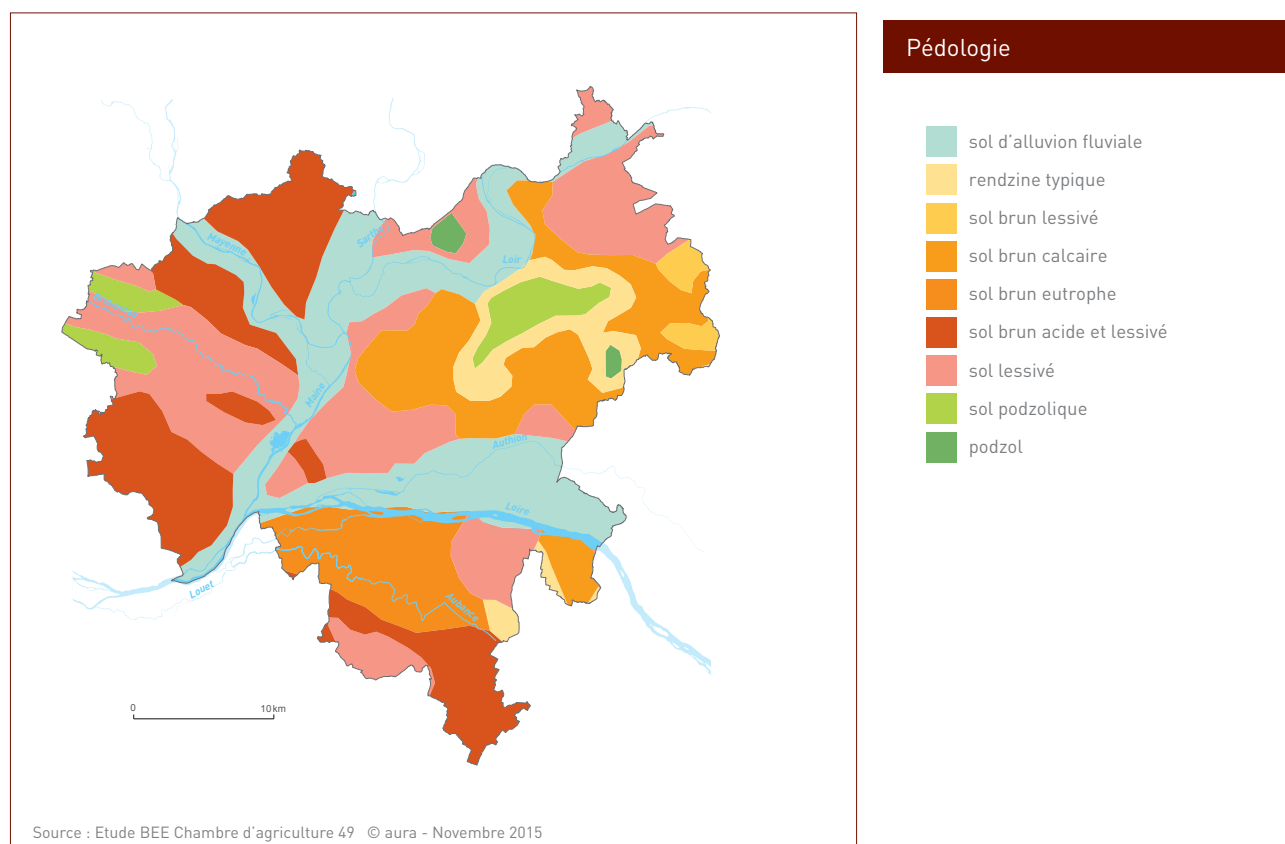 Pédologie
sol d'alluvion fluviale
rendzine typique
sol brun lessivé
sol brun calcaire
sol brun eutrophe
sol brun acide et lessivé
sol lessivé
sol podzolique
podzol
Mayenne
Sarthe
Loir
Maine
Authion
Loire
Louet
Aubance
0 10 km
Source : Etude BEE Chambre d'agriculture 49 © aura - Novembre 2015